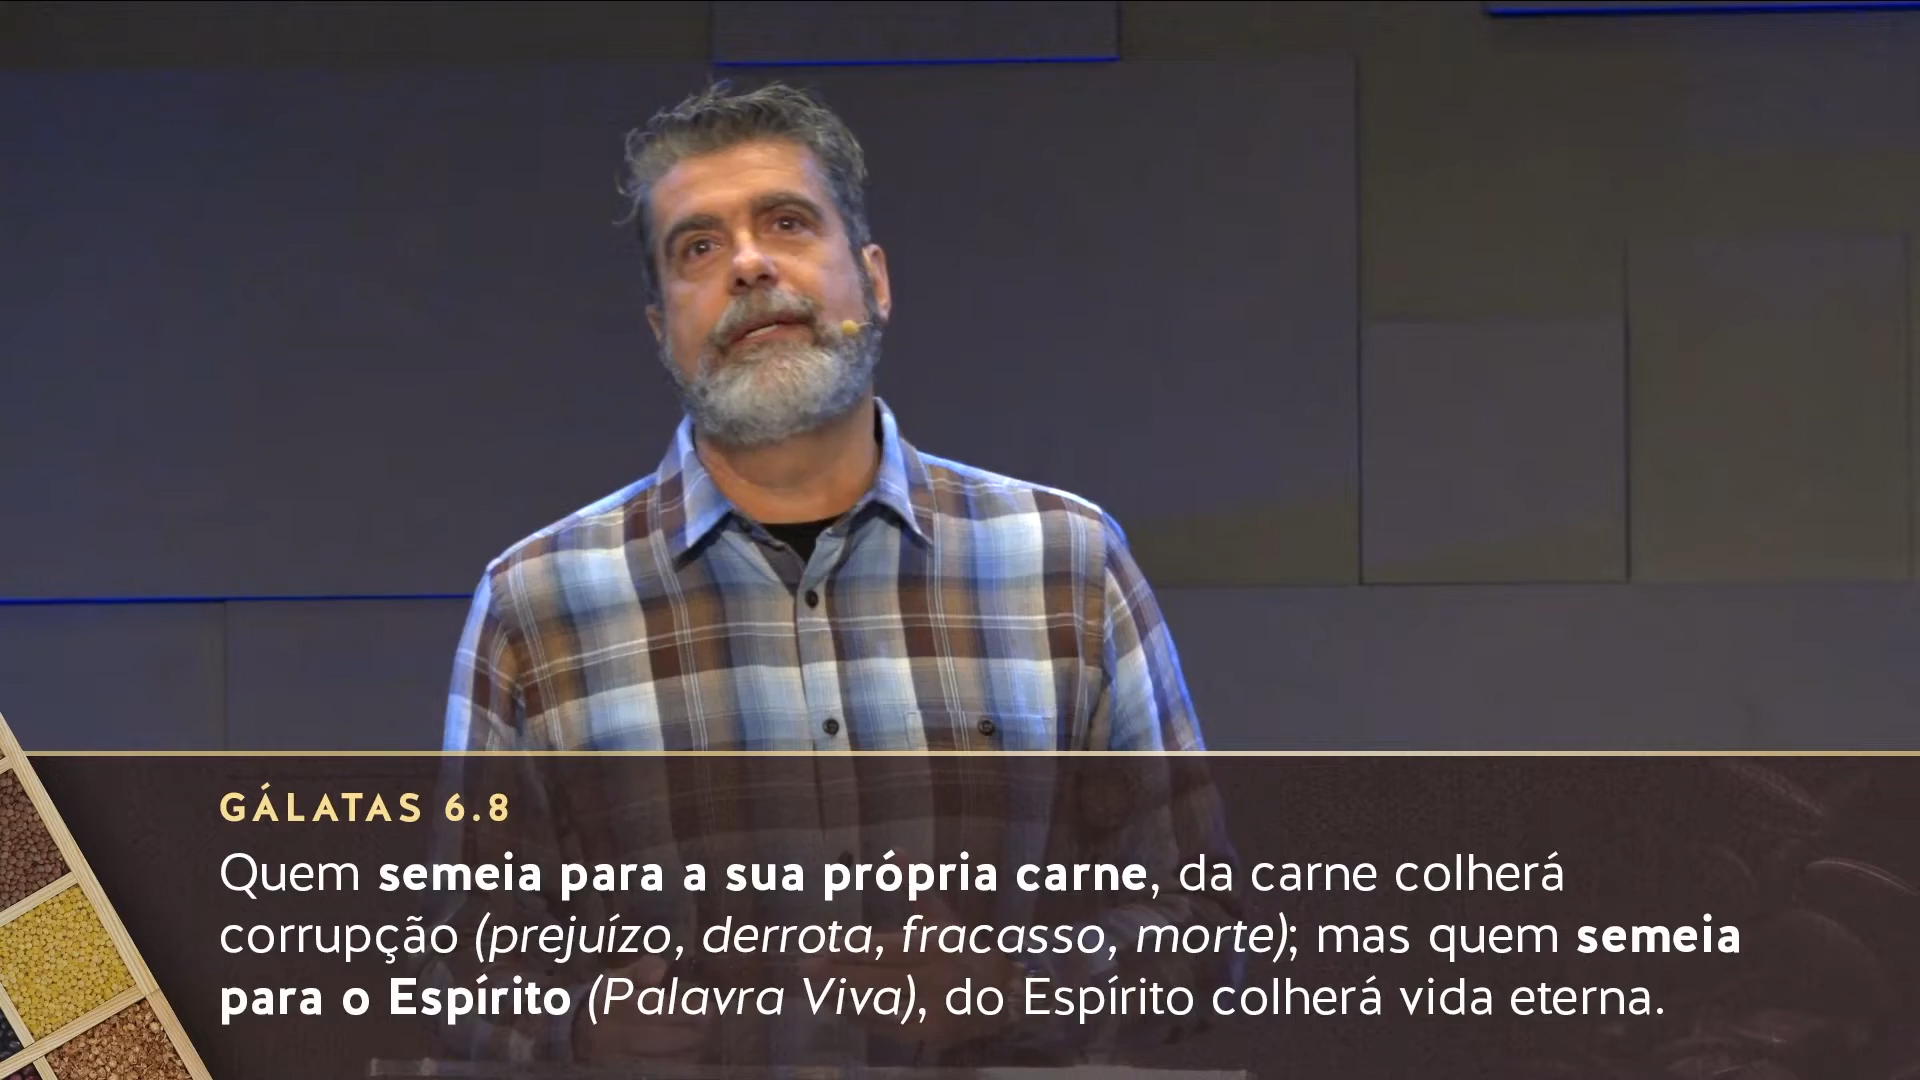 GÁLATAS 6.8
Quem semeia para a sua própria carne, da carne colherá
corrupção (prejuízo, derrota, fracasso, morte); mas quem semeia
para o Espírito (Palavra Viva), do Espírito colherá vida eterna.